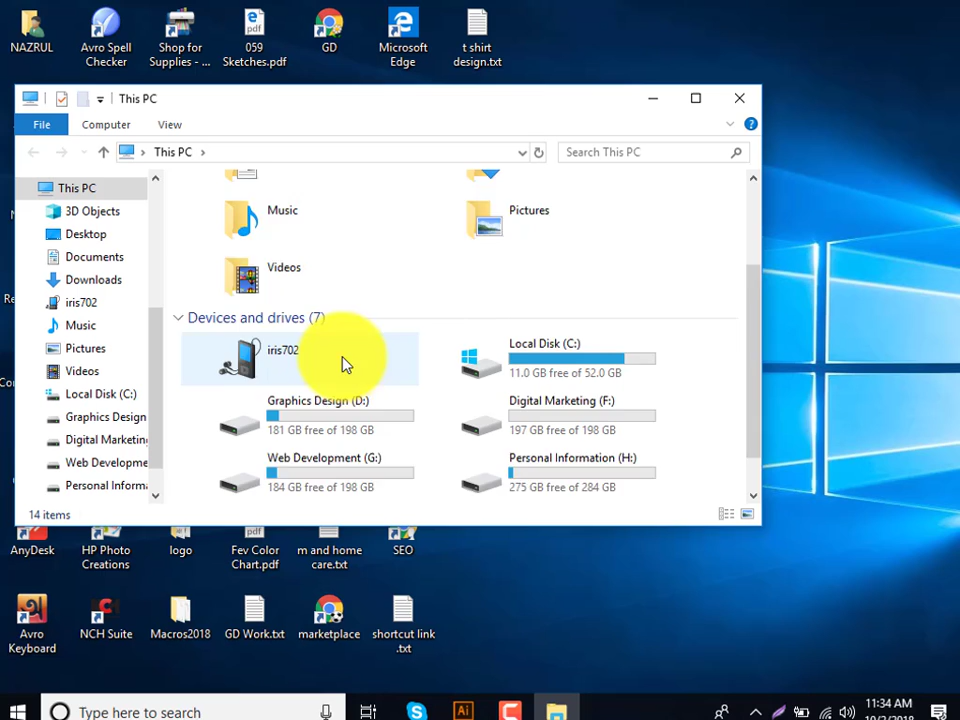 NAZRUL
Avro Spell
Checker
Shop for
Supplies - ...
pdf
059
Sketches.pdf
GD
Microsoft
Edge
t shirt
design.txt
This PC
File
Computer
View
This PC
Search This PC
This PC
3D Objects
Desktop
Documents
Downloads
iris702
Music
Pictures
Videos
Local Disk (C:)
Graphics Design
Digital Marketing
Web Developme
Personal Inform
Music
Pictures
Videos
Devices and drives (7)
iris702
Local Disk (C:)
11.0 GB free of 52.0 GB
Graphics Design (D:)
181 GB free of 198 GB
Digital Marketing (F:)
197 GB free of 198 GB
Web Development (G:)
184 GB free of 198 GB
Personal Information (H:)
275 GB free of 284 GB
14 items
AnyDesk
HP Photo
Creations
logo
pdf
Fev Color
Chart.pdf
m and home
care.txt
SEO
Avro
Keyboard
NCH Suite
Macros2018
GD Work.txt
marketplace
shortcut link
.txt
Type here to search
Ai
11:34 AM